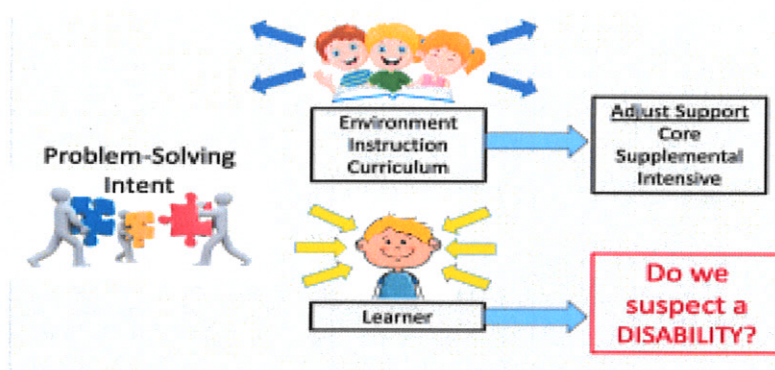 Problem-Solving
Intent
Environment
Instruction
Curriculum
Adjust Support
Core
Supplemental
Intensive
Learner
Do we
suspect a
DISABILITY?